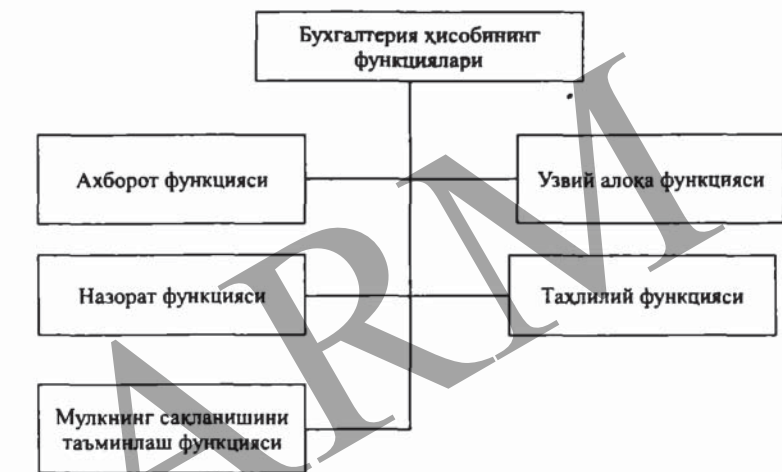 Бухгалтерия ҳисобининг
функциялари
Ахборот функцияси
Узвий алоқа функцияси
Назорат функцияси
Таҳлилий функцияси
Мулкнинг сақланишини
таъминлаш функцияси
ARM